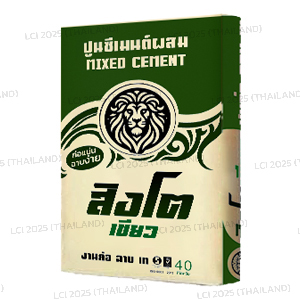 ปูนซีเมนต์ผสม
MIXED CEMENT
ก่อแน่น
ฉาบง่าย
สิงโต
เขียว
งานก่อ ฉาบ เท
40
LCI 2025 (THAILAND)